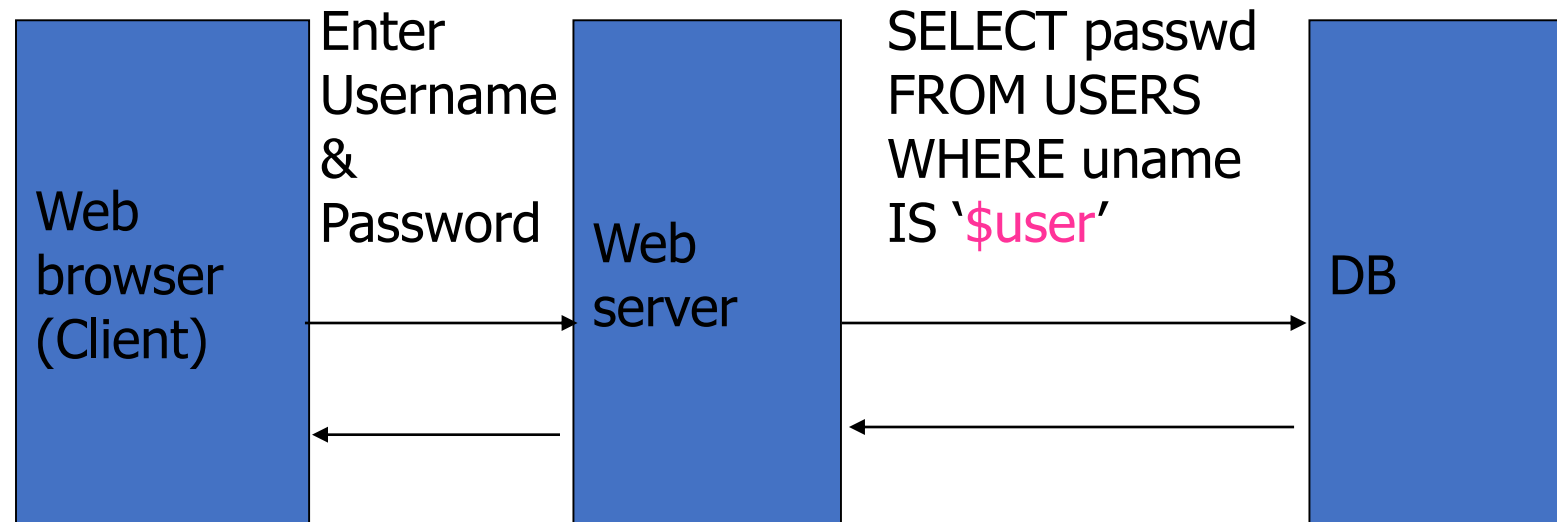 Web
browser
(Client)
Enter
Username
&
Password
Web
server
SELECT passwd
FROM USERS
WHERE uname
IS ‘$user’
DB